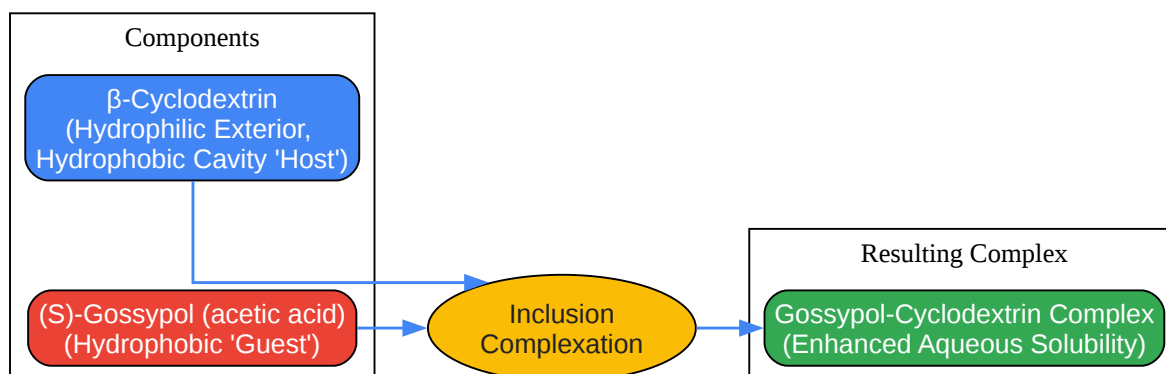 Components
β-Cyclodextrin
(Hydrophilic Exterior,
Hydrophobic Cavity 'Host')
(S)-Gossypol (acetic acid)
(Hydrophobic 'Guest')
Inclusion
Complexation
Resulting Complex
Gossypol-Cyclodextrin Complex
(Enhanced Aqueous Solubility)